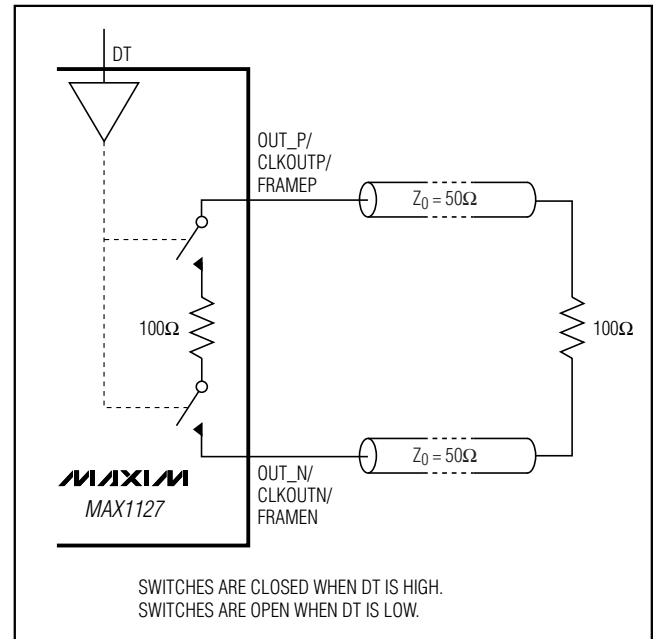 DT
OUT_P/
CLKOUTP/
FRAMEP
Z0 = 50Ω
100Ω
100Ω
Z0 = 50Ω
MAXIM
MAX1127
OUT_N/
CLKOUTN/
FRAMEN
SWITCHES ARE CLOSED WHEN DT IS HIGH.
SWITCHES ARE OPEN WHEN DT IS LOW.